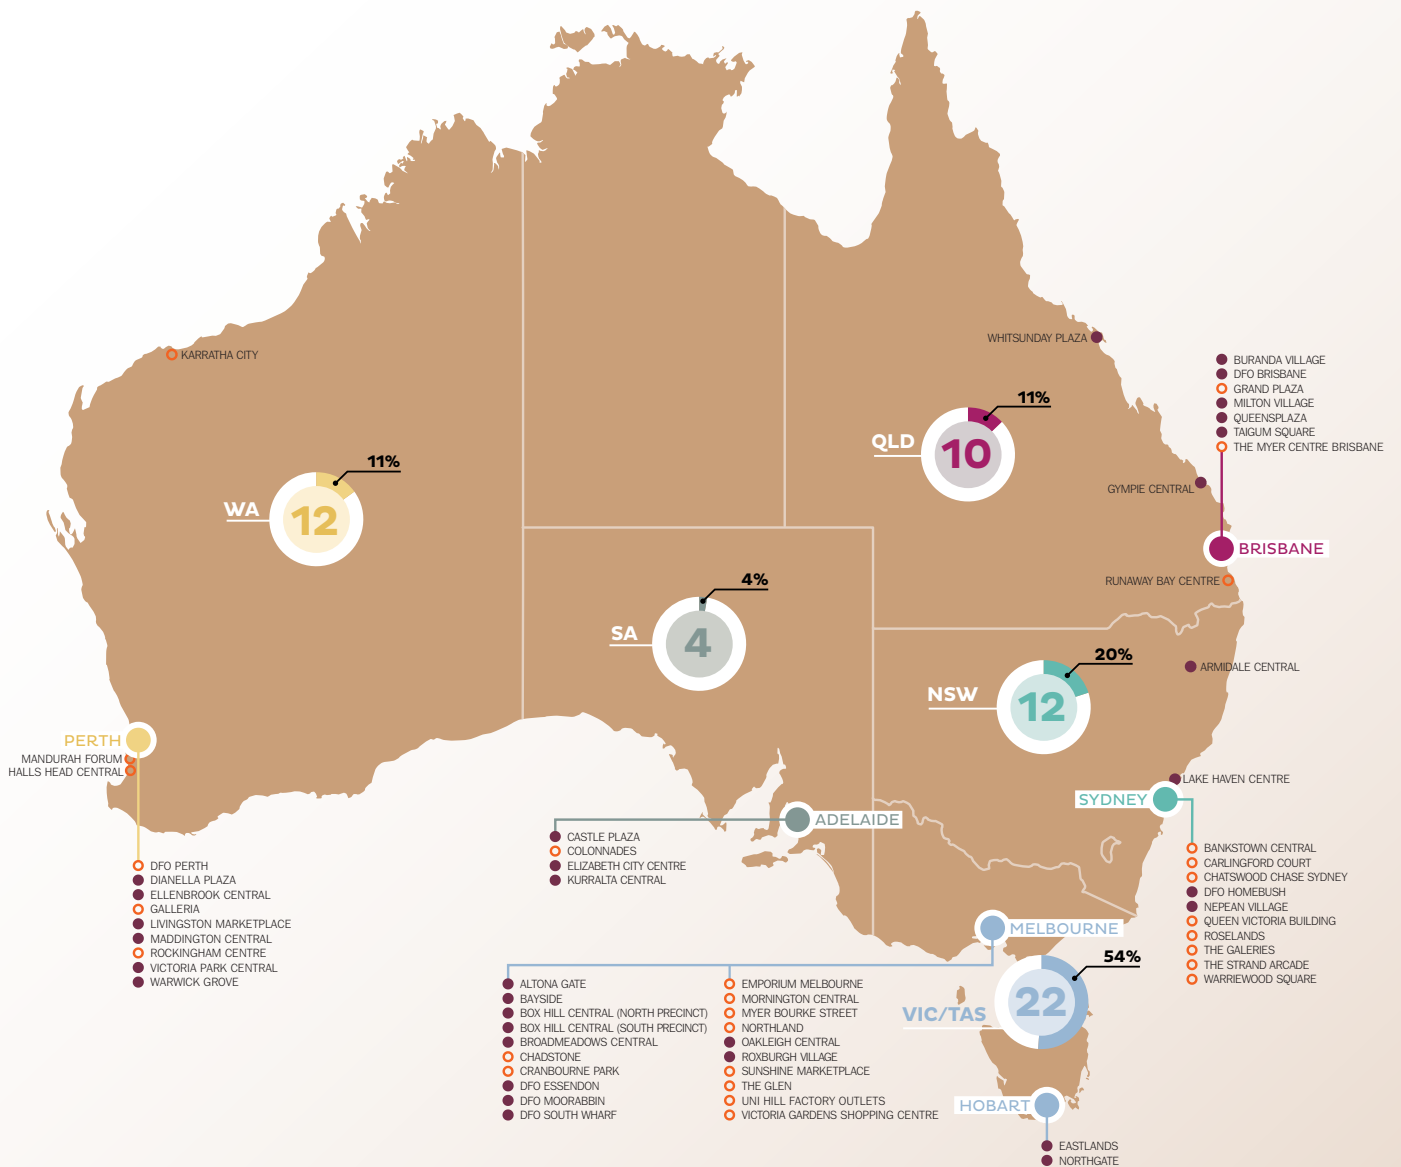 KARRATHA CITY
WHITSUNDAY PLAZA
BURANDA VILLAGE
DFO BRISBANE
GRAND PLAZA
MILTON VILLAGE
QUEENSPLAZA
TAIGUM SQUARE
THE MYER CENTRE BRISBANE
11%
QLD
10
11%
WA
12
GYMPIE CENTRAL
BRISBANE
RUNAWAY BAY CENTRE
4%
SA
4
20%
NSW
12
ARMIDALE CENTRAL
PERTH
MANDURAH FORUM
HALLS HEAD CENTRAL
LAKE HAVEN CENTRE
SYDNEY
ADELAIDE
CASTLE PLAZA
COLONNADES
ELIZABETH CITY CENTRE
KURRALTA CENTRAL
BANKSTOWN CENTRAL
CARLINGFORD COURT
CHATSWOOD CHASE SYDNEY
DFO HOMEBUSH
NEPEAN VILLAGE
QUEEN VICTORIA BUILDING
ROSELANDS
THE GALERIES
THE STRAND ARCADE
WARRIEWOOD SQUARE
DFO PERTH
DIANELLA PLAZA
ELLENBROOK CENTRAL
GALLERIA
LIVINGSTON MARKETPLACE
MADDINGTON CENTRAL
ROCKINGHAM CENTRE
VICTORIA PARK CENTRAL
WARWICK GROVE
MELBOURNE
54%
VIC/TAS
22
ALTONA GATE
BAYSIDE
BOX HILL CENTRAL (NORTH PRECINCT)
BOX HILL CENTRAL (SOUTH PRECINCT)
BROADMEADOWS CENTRAL
CHADSTONE
CRANBOURNE PARK
DFO ESSENDON
DFO MOORABBIN
DFO SOUTH WHARF
EMPORIUM MELBOURNE
MORNINGTON CENTRAL
MYER BOURKE STREET
NORTHLAND
OAKLEIGH CENTRAL
ROXBURGH VILLAGE
SUNSHINE MARKETPLACE
THE GLEN
UNI HILL FACTORY OUTLETS
VICTORIA GARDENS SHOPPING CENTRE
HOBART
EASTLANDS
NORTHGATE